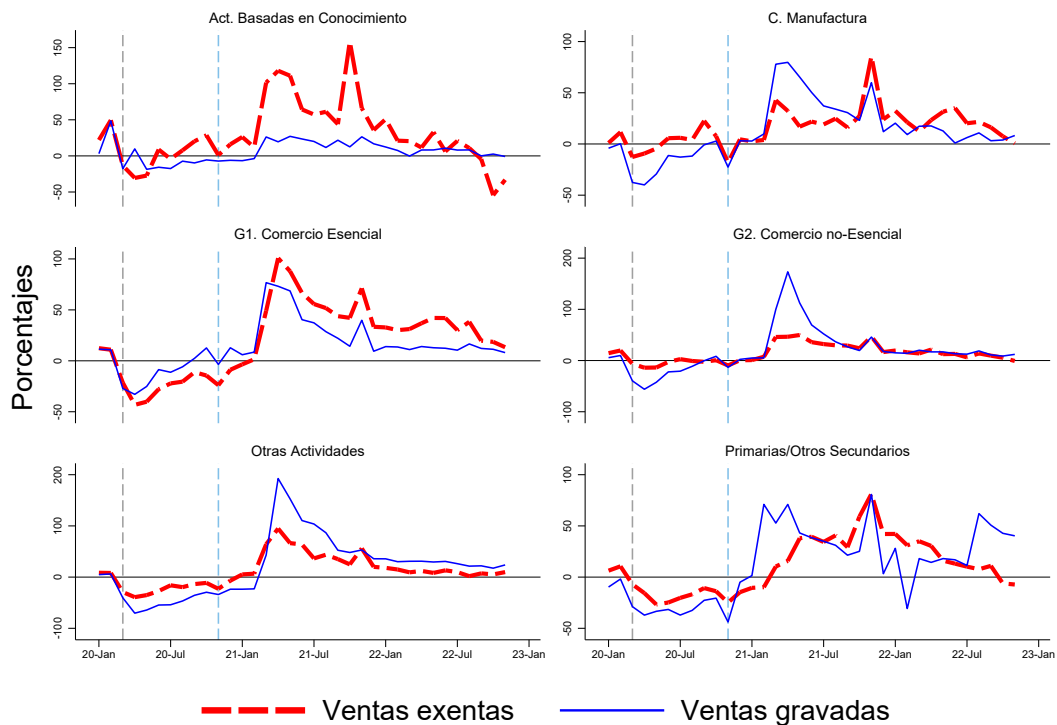 Act. Basadas en Conocimiento
150
100
50
0
-50
C. Manufactura
100
50
0
-50
Porcentajes
G1. Comercio Esencial
100
50
0
-50
G2. Comercio no-Esencial
200
100
0
-100
Otras Actividades
200
100
0
-100
20-Jan 20-Jul 21-Jan 21-Jul 22-Jan 22-Jul 23-Jan
Primarias/Otros Secundarios
100
50
0
-50
20-Jan 20-Jul 21-Jan 21-Jul 22-Jan 22-Jul 23-Jan
Ventas exentas Ventas gravadas